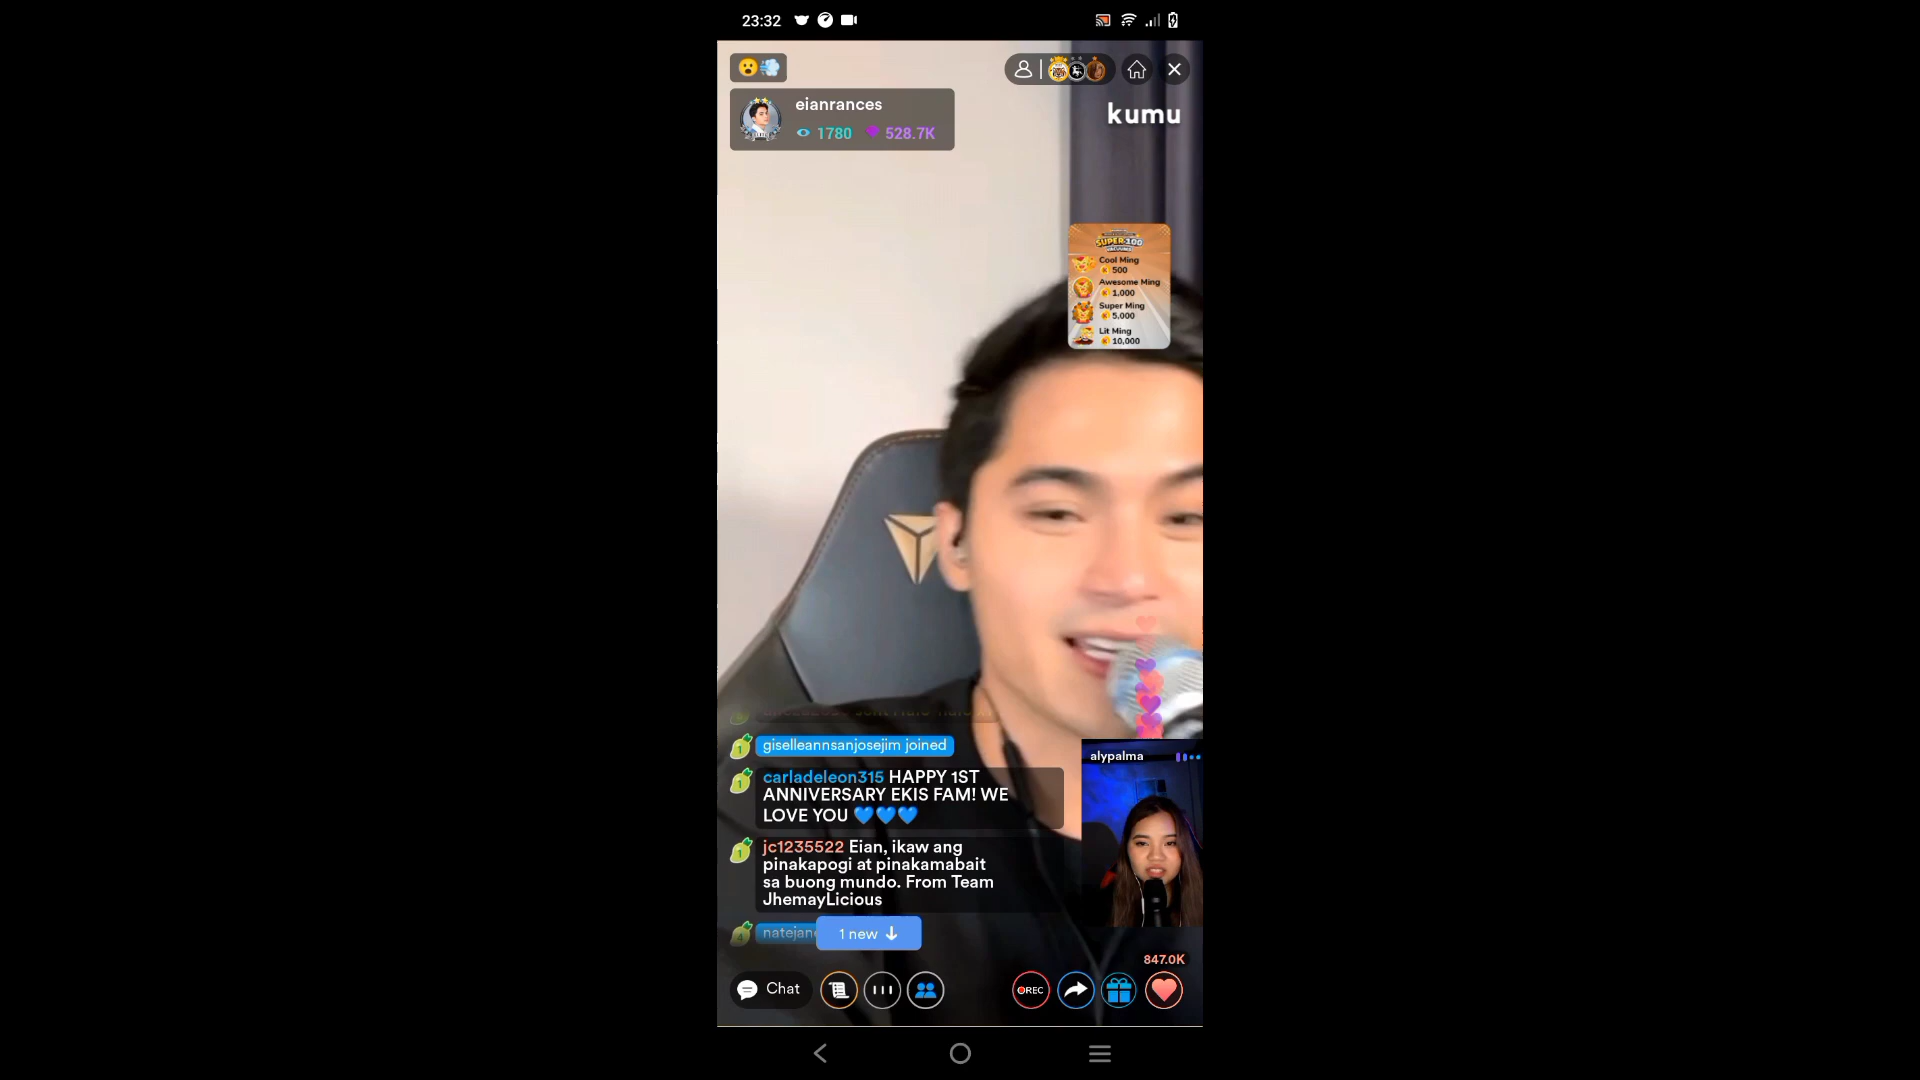 23:32
eianrances
1780 528.7K
kumu
SUPER 100
Cool Ming
500
Awesome Ming
1,000
Super Ming
5,000
Lit Ming
10,000
giselleannsanjosejim joined
carladeleon315 HAPPY 1ST
ANNIVERSARY EKIS FAM! WE
LOVE YOU 💙💙💙
jc1235522 Eian, ikaw ang
pinakapogi at pinakamabait
sa buong mundo. From Team
JhemayLicious
1 new
alypalma
847.0K
Chat
REC